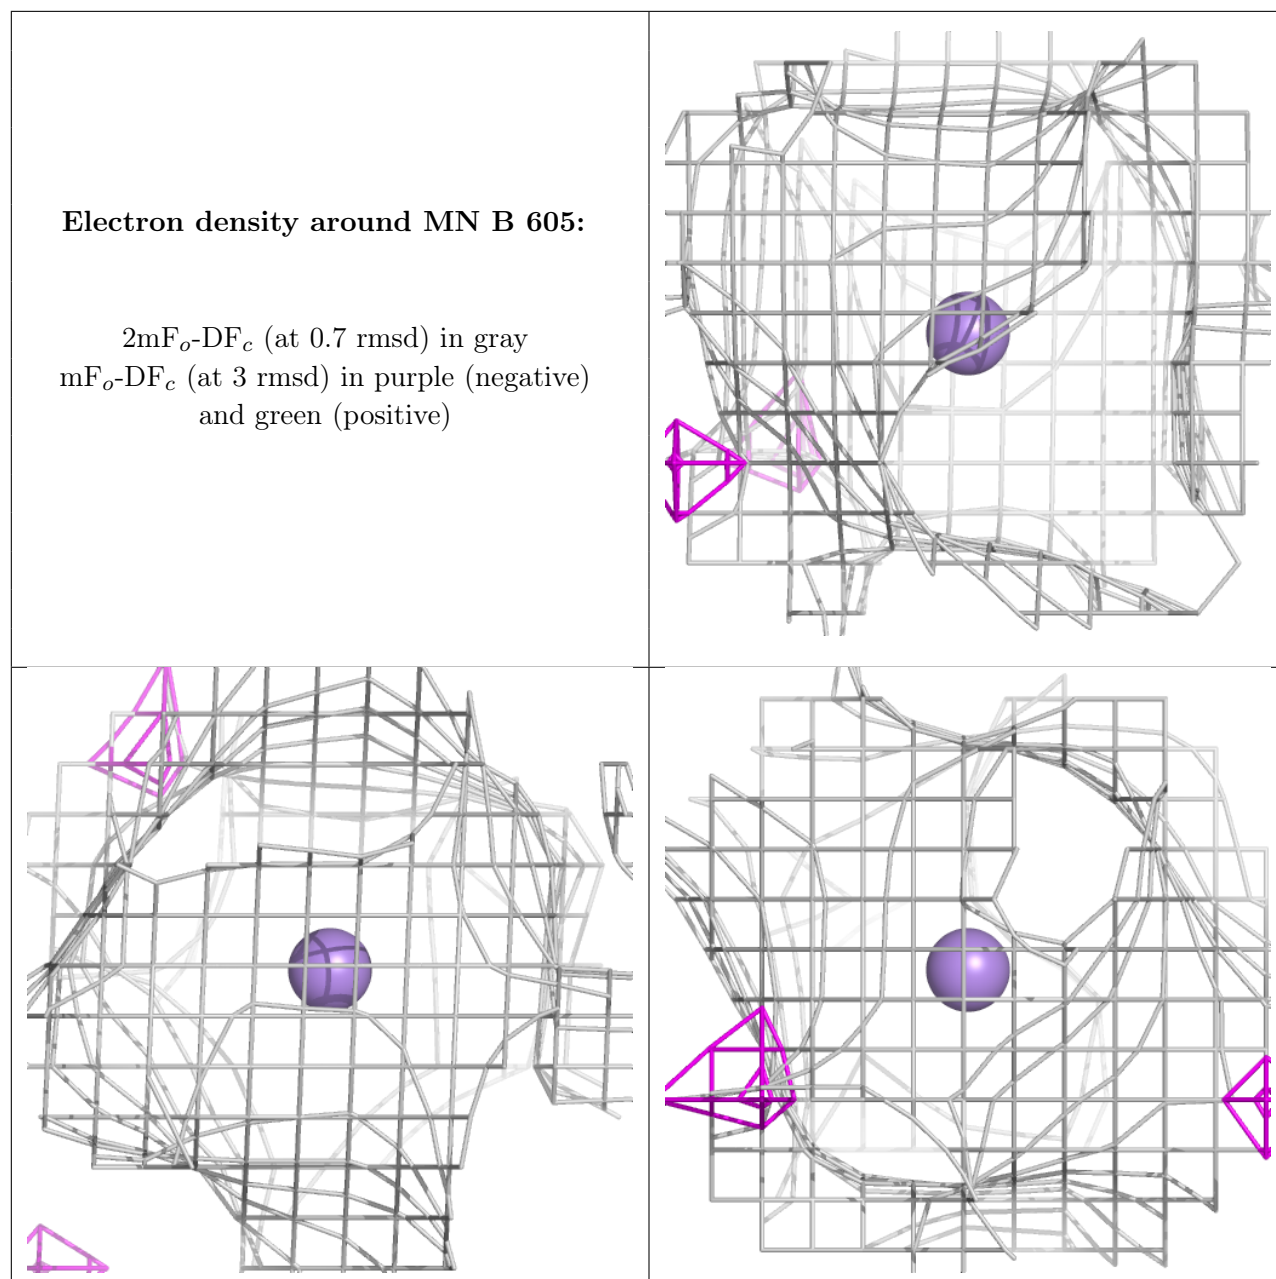 Electron density around MN B 605:
2mFo-DFc (at 0.7 rmsd) in gray
mFo-DFc (at 3 rmsd) in purple (negative)
and green (positive)